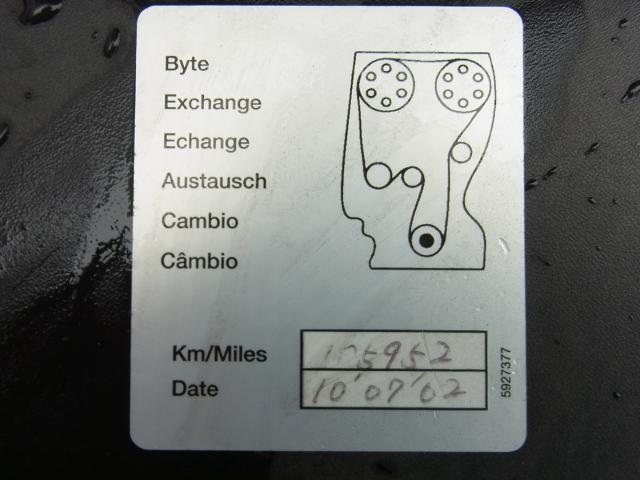 Byte
Exchange
Echange
Austausch
Cambio
Câmbio
Km/Miles 105952
Date 10'07'02
5927377